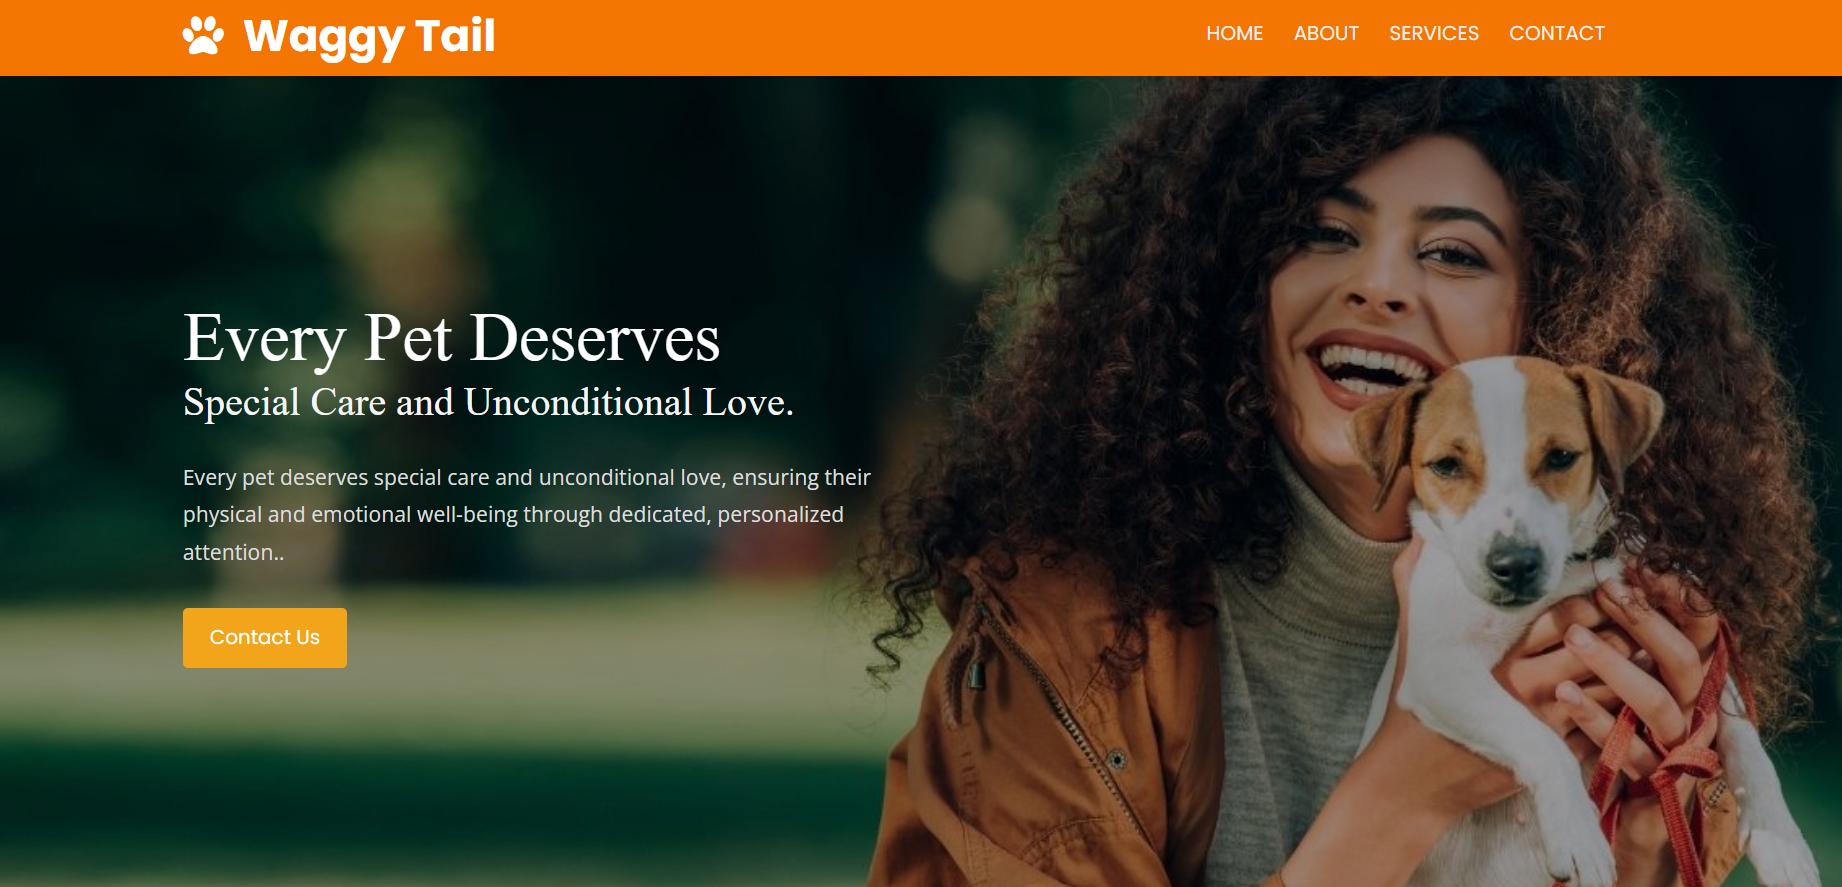 Waggy Tail
HOME ABOUT SERVICES CONTACT
Every Pet Deserves
Special Care and Unconditional Love.
Every pet deserves special care and unconditional love, ensuring their
physical and emotional well-being through dedicated, personalized
attention..
Contact Us